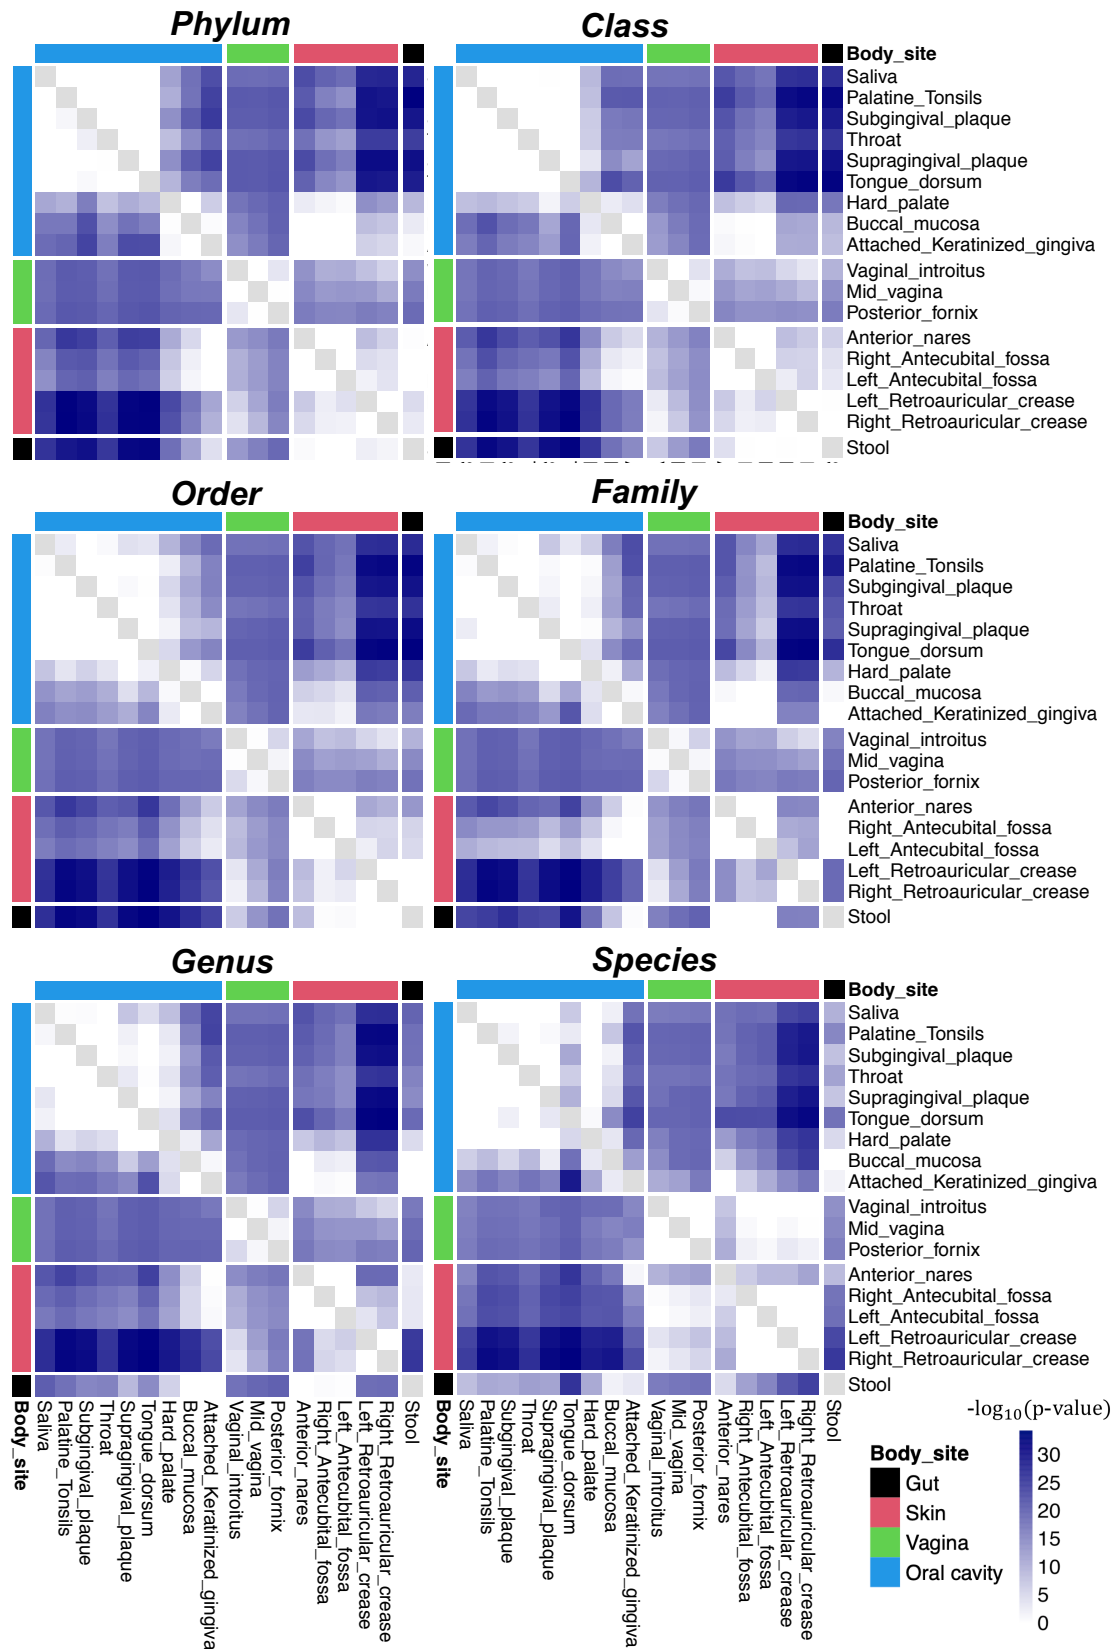 Phylum
Class
Body_site
Saliva
Palatine_Tonsils
Subgingival_plaque
Throat
Supragingival_plaque
Tongue_dorsum
Hard_palate
Buccal_mucosa
Attached_Keratinized_gingiva
Vaginal_introitus
Mid_vagina
Posterior_fornix
Anterior_nares
Right_Antecubital_fossa
Left_Antecubital_fossa
Left_Retroauricular_crease
Right_Retroauricular_crease
Stool
Order
Family
Body_site
Saliva
Palatine_Tonsils
Subgingival_plaque
Throat
Supragingival_plaque
Tongue_dorsum
Hard_palate
Buccal_mucosa
Attached_Keratinized_gingiva
Vaginal_introitus
Mid_vagina
Posterior_fornix
Anterior_nares
Right_Antecubital_fossa
Left_Antecubital_fossa
Left_Retroauricular_crease
Right_Retroauricular_crease
Stool
Genus
Species
Body_site
Saliva
Palatine_Tonsils
Subgingival_plaque
Throat
Supragingival_plaque
Tongue_dorsum
Hard_palate
Buccal_mucosa
Attached_Keratinized_gingiva
Vaginal_introitus
Mid_vagina
Posterior_fornix
Anterior_nares
Right_Antecubital_fossa
Left_Antecubital_fossa
Left_Retroauricular_crease
Right_Retroauricular_crease
Stool
Body_site
Saliva
Palatine_Tonsils
Subgingival_plaque
Throat
Supragingival_plaque
Tongue_dorsum
Hard_palate
Buccal_mucosa
Attached_Keratinized_gingiva
Vaginal_introitus
Mid_vagina
Posterior_fornix
Anterior_nares
Right_Antecubital_fossa
Left_Antecubital_fossa
Left_Retroauricular_crease
Right_Retroauricular_crease
Stool
Body_site
Saliva
Palatine_Tonsils
Subgingival_plaque
Throat
Supragingival_plaque
Tongue_dorsum
Hard_palate
Buccal_mucosa
Attached_Keratinized_gingiva
Vaginal_introitus
Mid_vagina
Posterior_fornix
Anterior_nares
Right_Antecubital_fossa
Left_Antecubital_fossa
Left_Retroauricular_crease
Right_Retroauricular_crease
Stool
-log₁₀(p-value)
Body_site
Gut
Skin
Vagina
Oral cavity
30
25
20
15
10
5
0